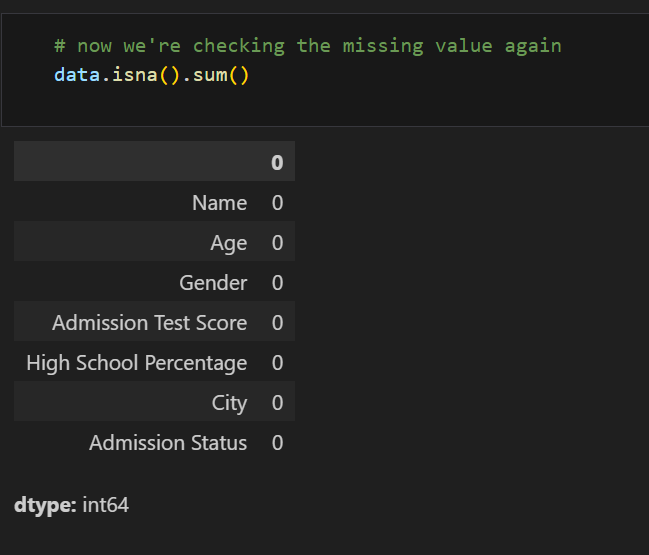 # now we're checking the missing value again
data.isna().sum()
0
Name 0
Age 0
Gender 0
Admission Test Score 0
High School Percentage 0
City 0
Admission Status 0
dtype: int64